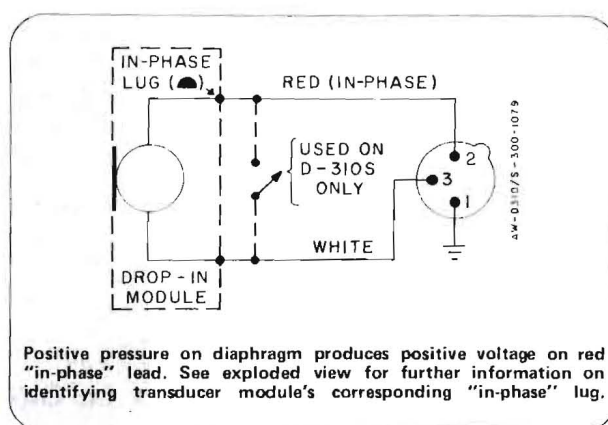 IN-PHASE
LUG ( )
RED (IN-PHASE)
2
USED ON
D-310S
ONLY
3
1
WHITE
DROP-IN
MODULE
AW-D310/S-300-1079
Positive pressure on diaphragm produces positive voltage on red
"in-phase" lead. See exploded view for further information on
identifying transducer module's corresponding "in-phase" lug.